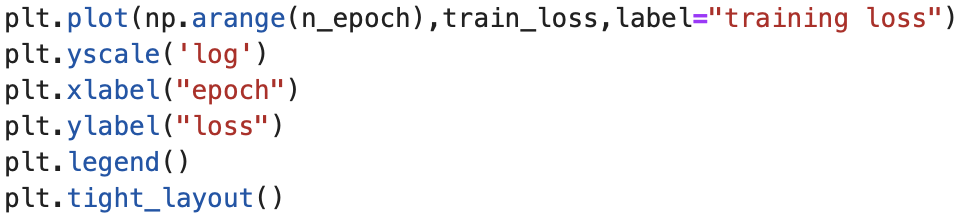 plt.plot(np.arange(n_epoch),train_loss,label="training loss")
plt.yscale('log')
plt.xlabel("epoch")
plt.ylabel("loss")
plt.legend()
plt.tight_layout()